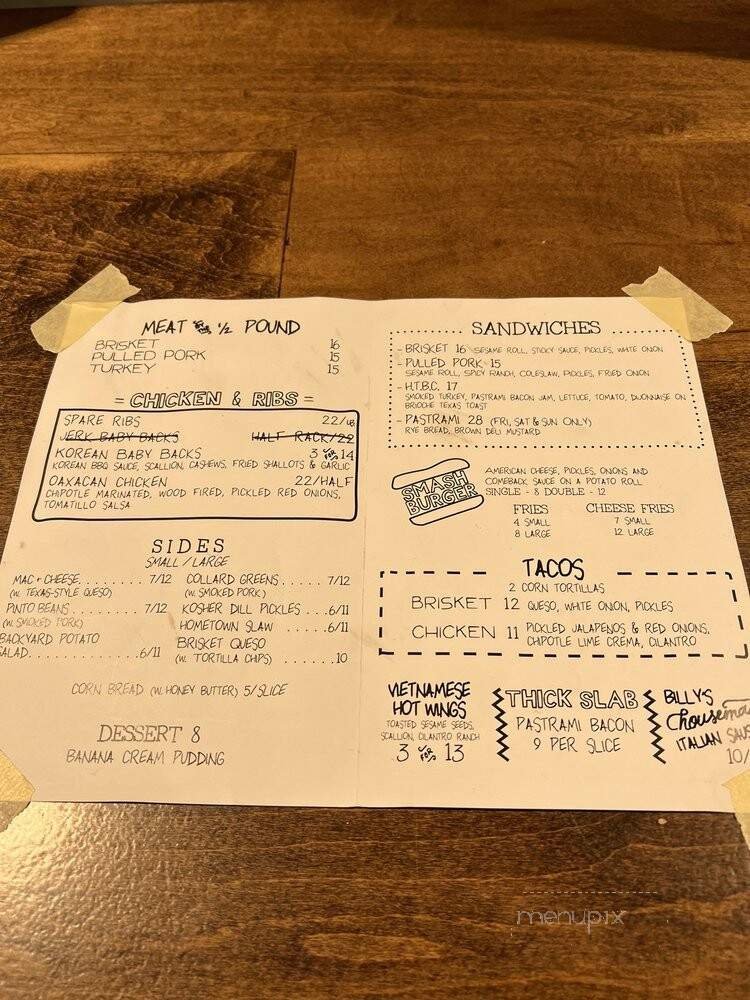 MEAT BY THE 1/2 POUND
BRISKET 16
PULLED PORK 15
TURKEY 15
= CHICKEN & RIBS =
SPARE RIBS 22/LB
JERK BABY BACKS HALF RACK/22
KOREAN BABY BACKS 3 FOR 14
KOREAN BBQ SAUCE, SCALLION, CASHEWS, FRIED SHALLOTS & GARLIC
OAXACAN CHICKEN 22/HALF
CHIPOTLE MARINATED, WOOD FIRED, PICKLED RED ONIONS,
TOMATILLO SALSA
SIDES
SMALL / LARGE
MAC + CHEESE........ 7/12
(W. TEXAS-STYLE QUESO)
PINTO BEANS......... 7/12
(W. SMOKED PORK)
BACKYARD POTATO
SALAD............... 6/11
COLLARD GREENS...... 7/12
(W. SMOKED PORK)
KOSHER DILL PICKLES ...6/11
HOMETOWN SLAW .......6/11
BRISKET QUESO
(W. TORTILLA CHIPS) ......10
CORN BREAD (W. HONEY BUTTER) 5/SLICE
DESSERT 8
BANANA CREAM PUDDING
SANDWICHES
- BRISKET 16 SESAME ROLL, STICKY SAUCE, PICKLES, WHITE ONION
- PULLED PORK 15
SESAME ROLL, SPICY RANCH, COLESLAW, PICKLES, FRIED ONION
- H.T.B.C. 17
SMOKED TURKEY, PASTRAMI BACON JAM, LETTUCE, TOMATO, DIJONNAISE ON
BRIOCHE TEXAS TOAST
- PASTRAMI 28 (FRI, SAT & SUN ONLY)
RYE BREAD, BROWN DELI MUSTARD
SMASH
BURGER
AMERICAN CHEESE, PICKLES, ONIONS AND
COMEBACK SAUCE ON A POTATO ROLL
SINGLE - 8 DOUBLE - 12
FRIES
4 SMALL
8 LARGE
CHEESE FRIES
7 SMALL
12 LARGE
TACOS
2 CORN TORTILLAS
BRISKET 12 QUESO, WHITE ONION, PICKLES
CHICKEN 11 PICKLED JALAPENOS & RED ONIONS,
CHIPOTLE LIME CREMA, CILANTRO
VIETNAMESE
HOT WINGS
TOASTED SESAME SEEDS,
SCALLION, CILANTRO RANCH
3 FOR 13
THICK SLAB
PASTRAMI BACON
9 PER SLICE
BILLY'S
ITALIAN
10/
menupix